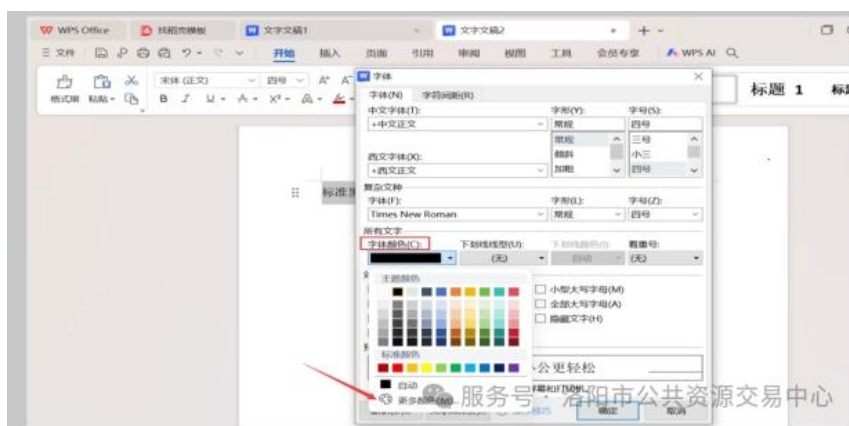 WPS Office 找稻壳模板 文字文稿1 文字文稿2
文件 开始 插入 页面 引用 审阅 视图 工具 会员专享 WPS AI
格式刷 粘贴 宋体 (正文) 四号 标题 1
字体
字体(N) 字符间距(R)
中文字体(T): 字形(Y): 字号(S):
+中文正文 常规 四号
常规 三号
西文字体(X): 倾斜 小三
+西文正文 加粗 四号
复杂文种
字体(F): 字形(L): 字号(Z):
Times New Roman 常规 四号
所有文字
字体颜色(C): 下划线线型(U): 下划线颜色(I): 着重号:
(无) 自动 (无)
主题颜色
小型大写字母(M)
全部大写字母(A)
隐藏文字(H)
标准颜色
公更轻松
自动
更多颜色(M)...
服务号 · 洛阳市公共资源交易中心
确定 取消